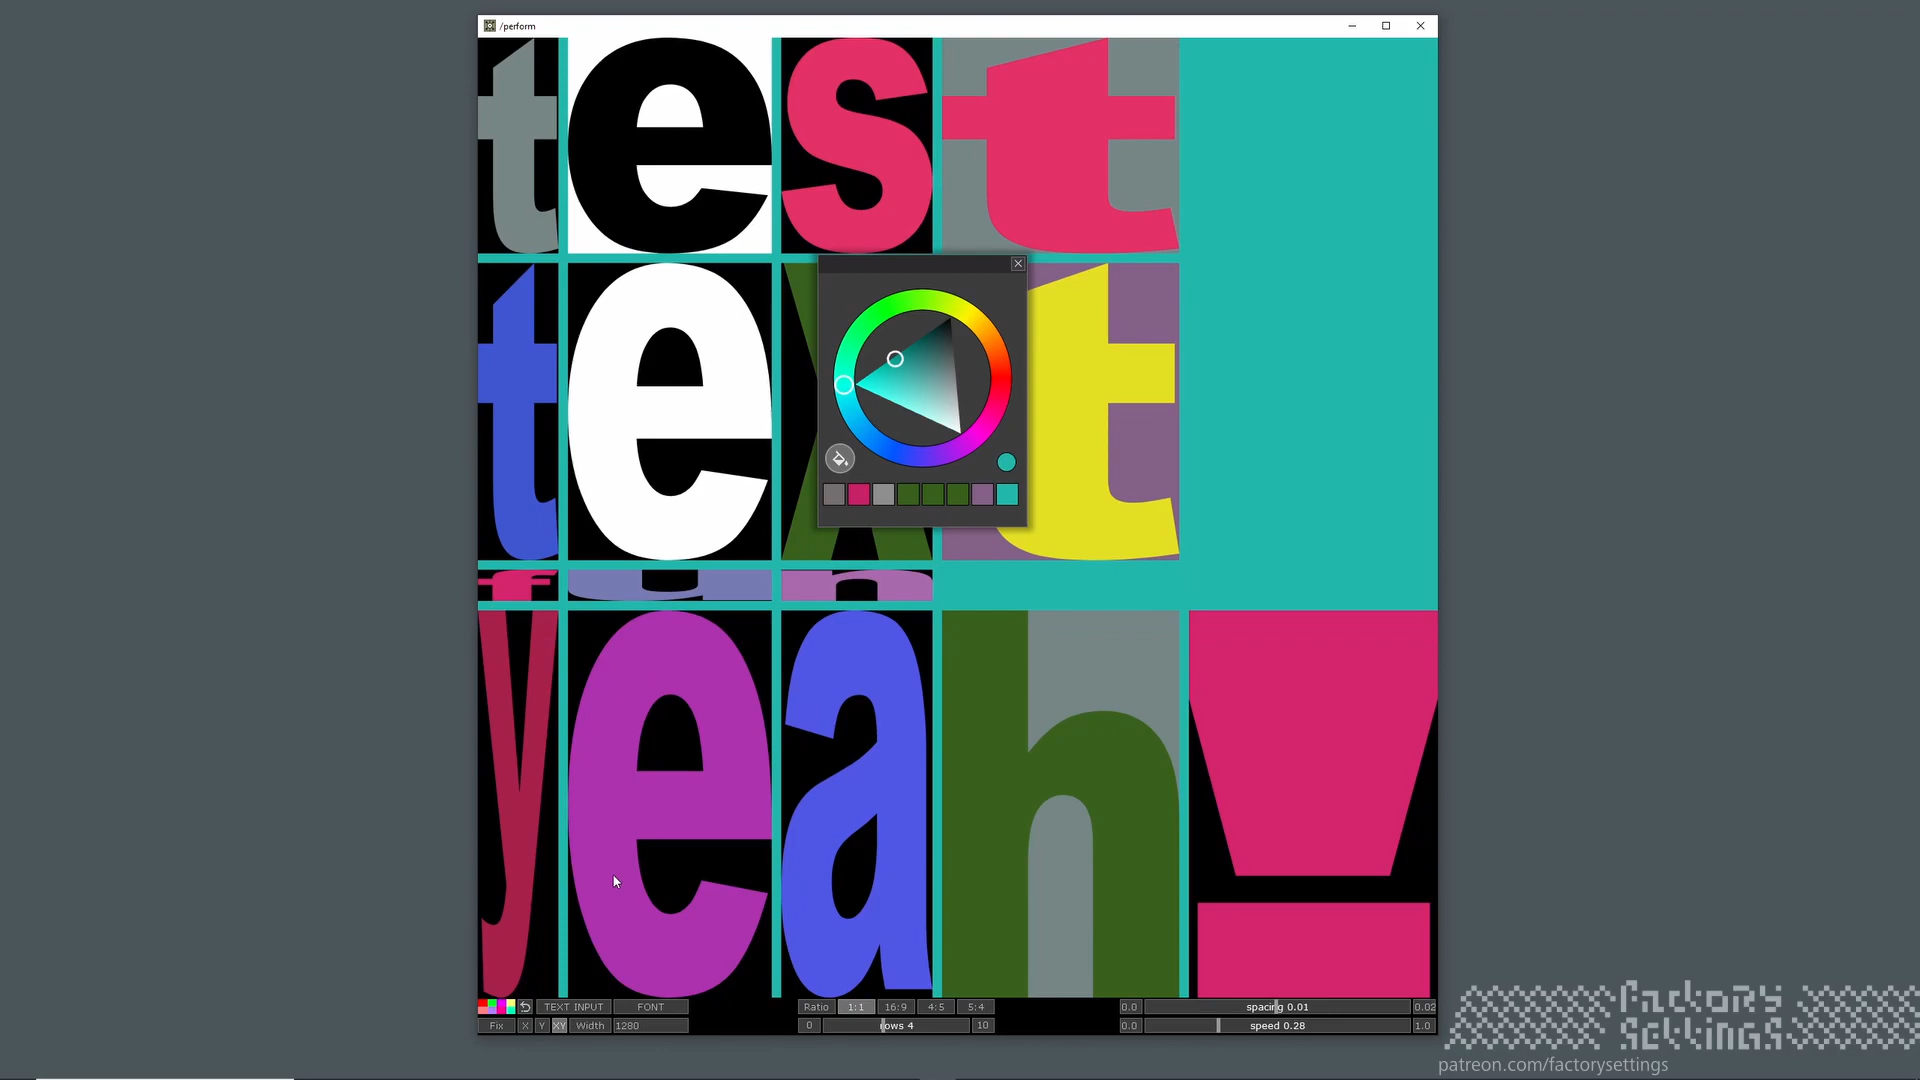 /perform
test
text
fun
yeah!
TEXT INPUT FONT Ratio 1:1 16:9 4:5 5:4 0.0 spacing 0.01 0.02
Fix X Y XY Width 1280 0 rows 4 10 0.0 speed 0.28 1.0
Factory
Settings
patreon.com/factorysettings